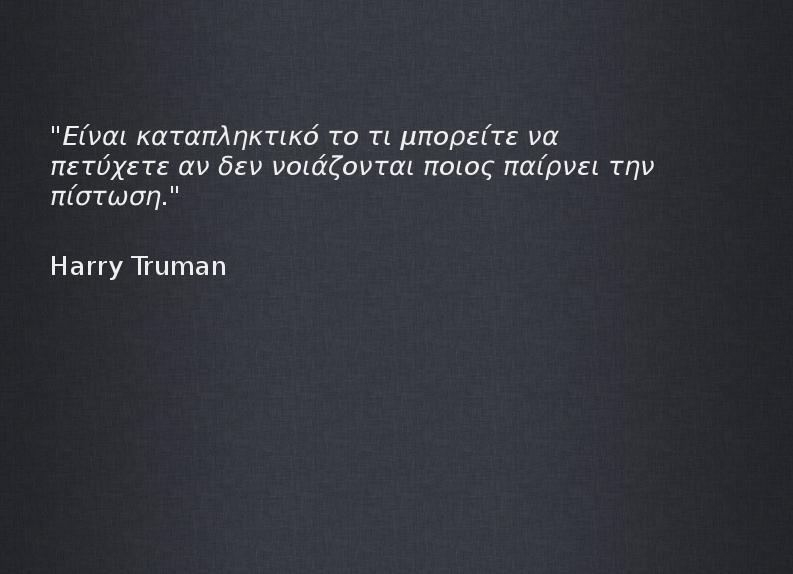 "Είναι καταπληκτικό το τι μπορείτε να
πετύχετε αν δεν νοιάζονται ποιος παίρνει την
πίστωση."
Harry Truman